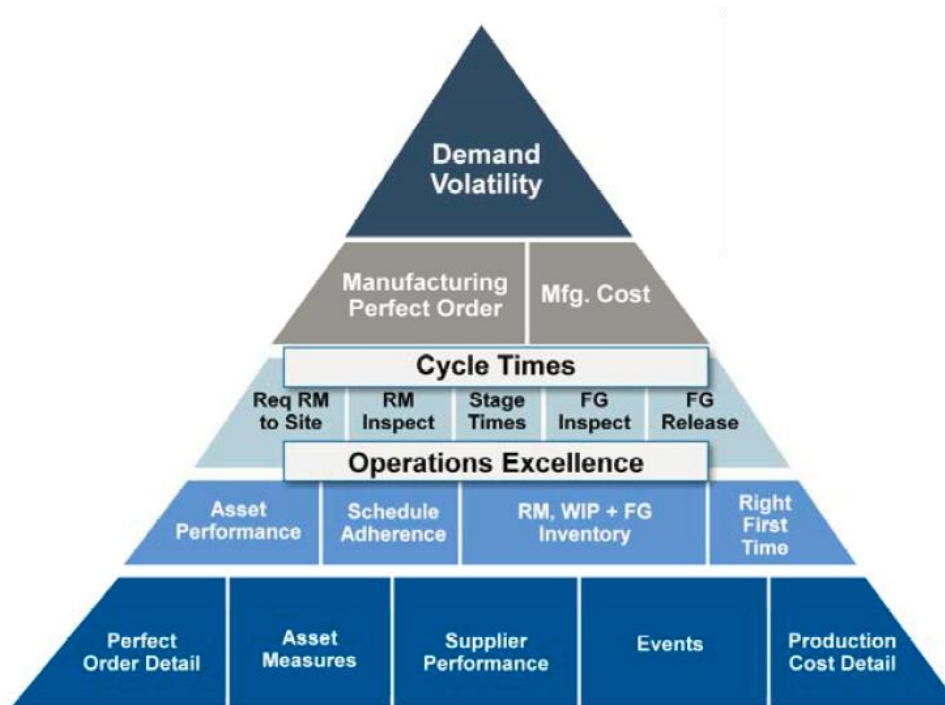 Demand
Volatility
Manufacturing
Perfect Order
Mfg. Cost
Cycle Times
Req RM
to Site
RM
Inspect
Stage
Times
FG
Inspect
FG
Release
Operations Excellence
Asset
Performance
Schedule
Adherence
RM, WIP + FG
Inventory
Right
First
Time
Perfect
Order Detail
Asset
Measures
Supplier
Performance
Events
Production
Cost Detail